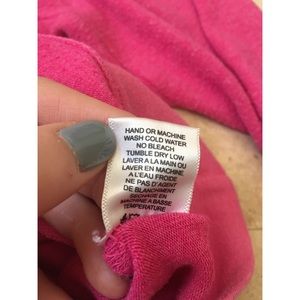 HAND OR MACHINE
WASH COLD WATER
NO BLEACH
TUMBLE DRY LOW
LAVER A LA MAIN OU
LAVER EN MACHINE
A L'EAU FROIDE
NE PAS D'AGENT
DE BLANCHIMENT
SECHAGE EN
MACHINE A BASSE
TEMPERATURE